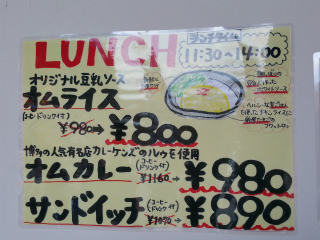 LUNCH
ランチタイム
11:30~14:00
オリジナル豆乳ソース
オムライス
(コーヒードリンク付)
¥980→¥800
博多の人気有名店カレーケンズのルゥを使用
オムカレー
(コーヒードリンク付)
¥1160→¥980
サンドイッチ
(コーヒードリンク付)
¥1090→¥890